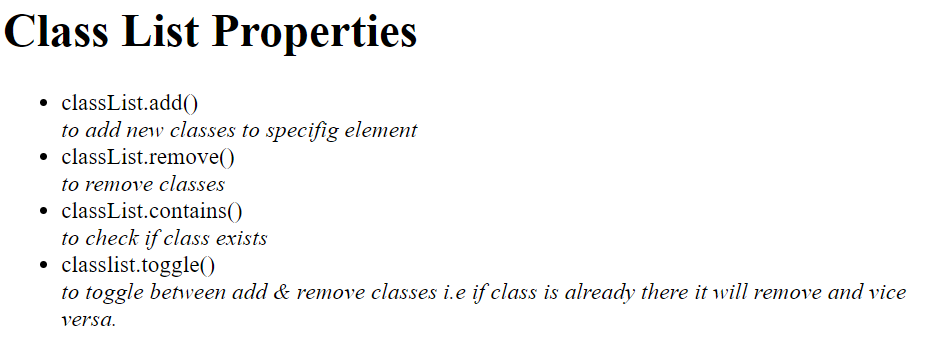 Class List Properties
classList.add()
to add new classes to specifig element
classList.remove()
to remove classes
classList.contains()
to check if class exists
classlist.toggle()
to toggle between add & remove classes i.e if class is already there it will remove and vice
versa.